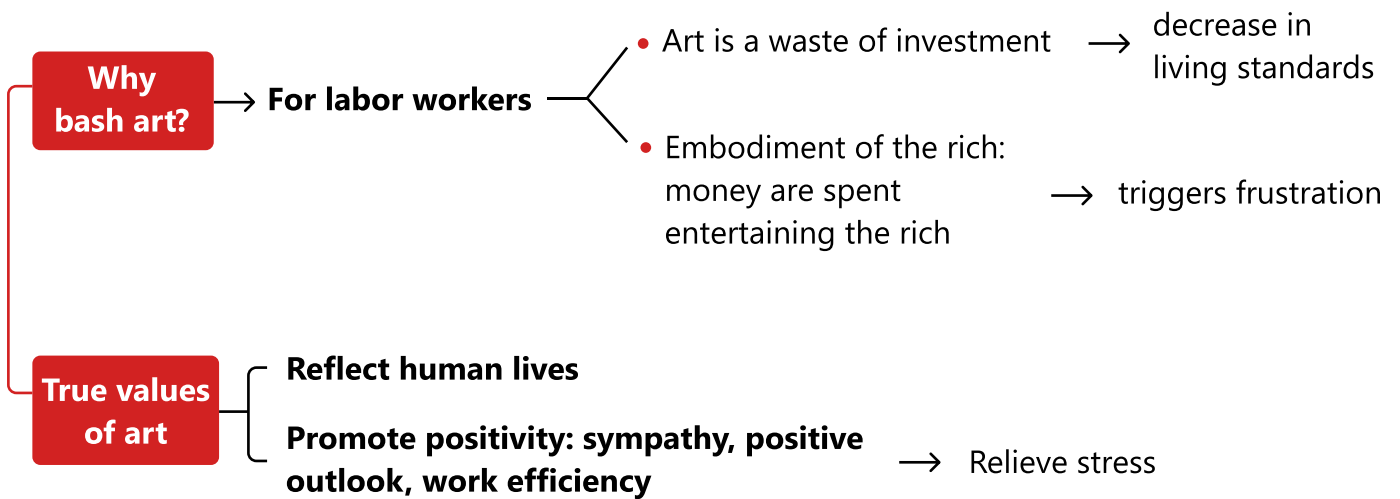 Why
bash art?
For labor workers
Art is a waste of investment
decrease in
living standards
Embodiment of the rich:
money are spent
entertaining the rich
triggers frustration
True values
of art
Reflect human lives
Promote positivity: sympathy, positive
outlook, work efficiency
Relieve stress